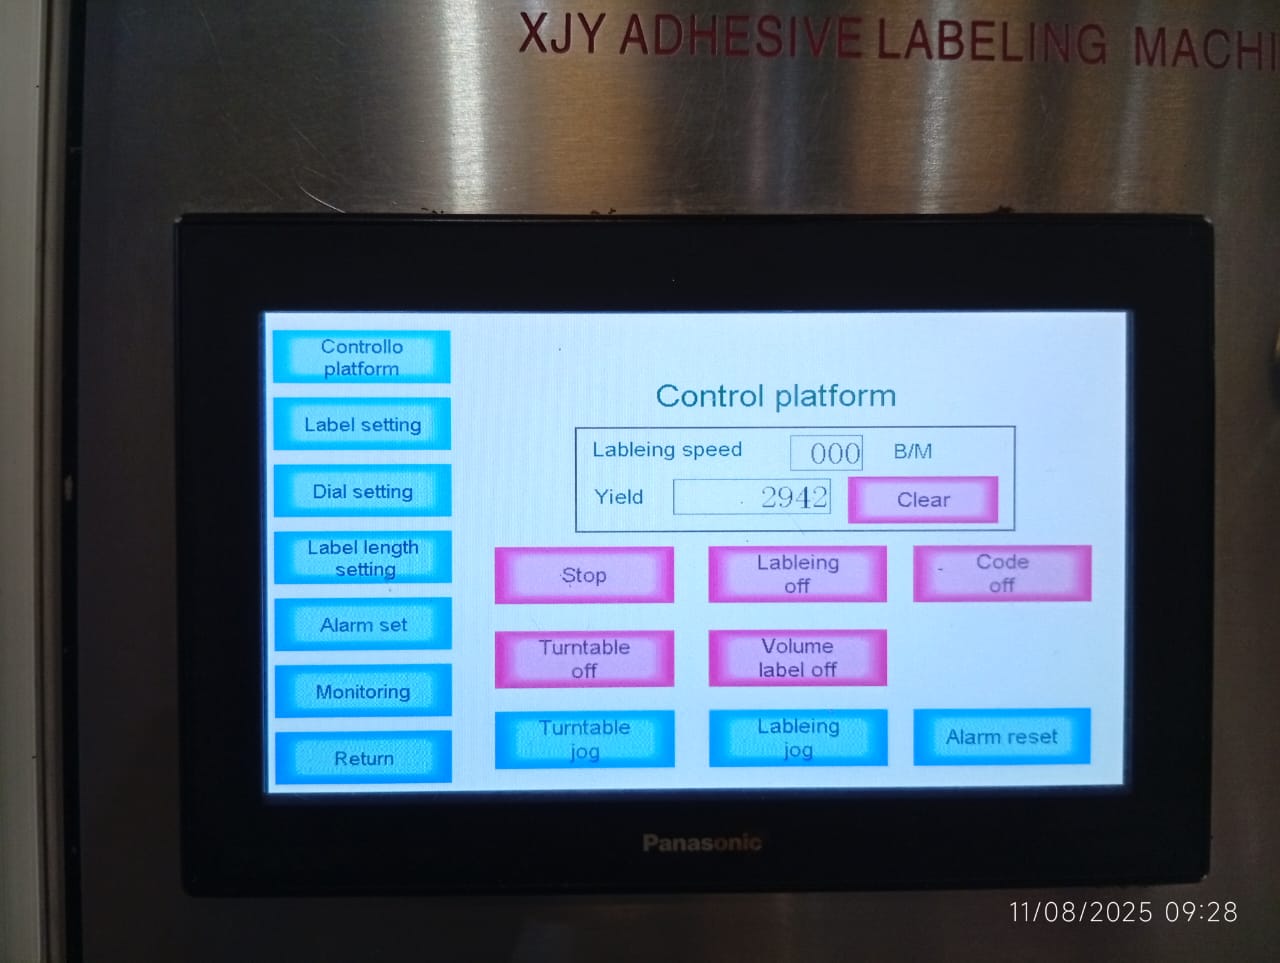 XJY ADHESIVE LABELING MACHI
Controllo
platform
Label setting
Dial setting
Label length
setting
Alarm set
Monitoring
Return
Control platform
Lableing speed 000 B/M
Yield 2942 Clear
Stop
Lableing
off
Code
off
Turntable
off
Volume
label off
Turntable
jog
Lableing
jog
Alarm reset
Panasonic
11/08/2025 09:28